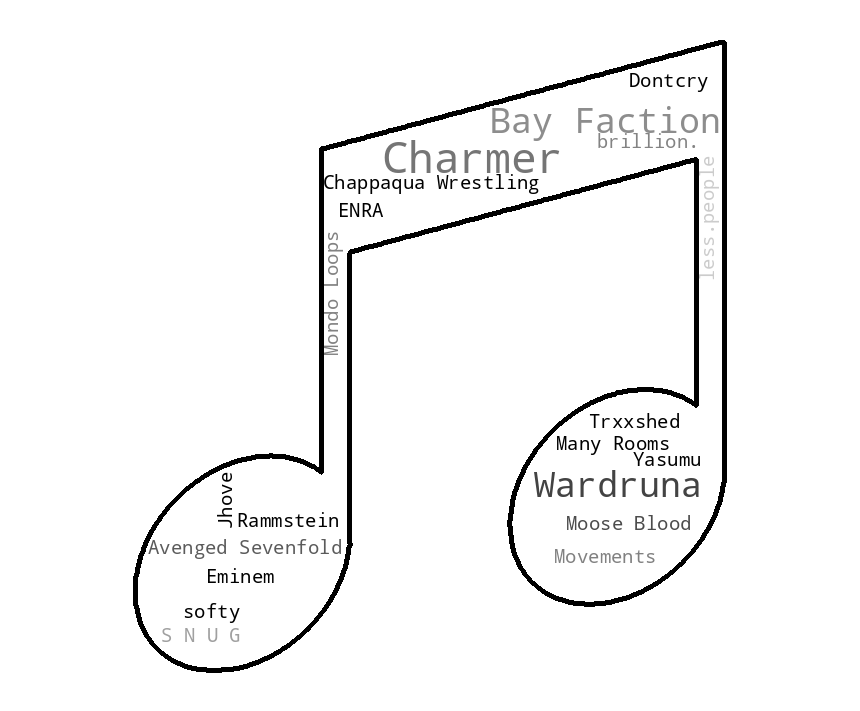 Dontcry
Bay Faction
brillion.
Charmer
Chappaqua Wrestling
ENRA
less.people
Mondo Loops
Trxxshed
Many Rooms
Yasumu
Wardruna
Moose Blood
Movements
Jhove
Rammstein
Avenged Sevenfold
Eminem
softy
S N U G